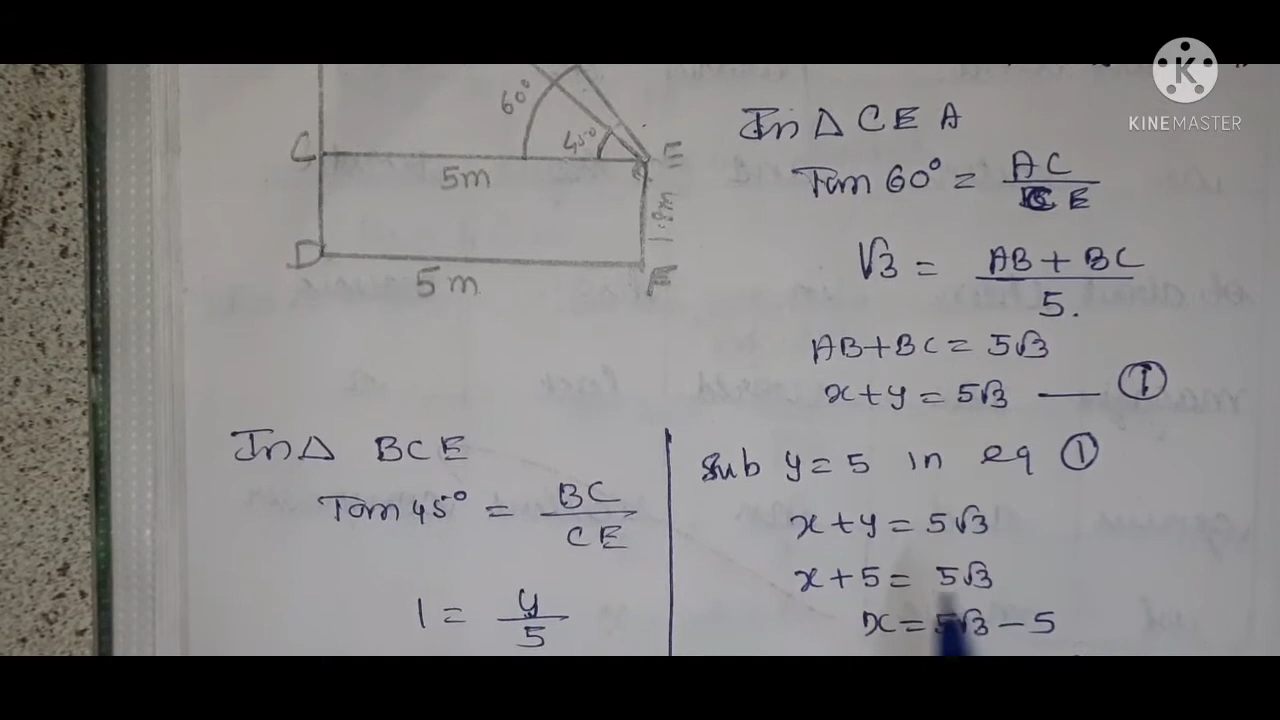 K
KINEMASTER
60°
45°
C
E
5m
1.8m
D
5m
F
In Δ CEA
Tan 60° = AC / CE
√3 = AB + BC / 5.
AB + BC = 5√3
x + y = 5√3 — ①
In Δ BCE
Tan 45° = BC / CE
1 = y / 5
Sub y = 5 in eq ①
x + y = 5√3
x + 5 = 5√3
x = 5√3 – 5